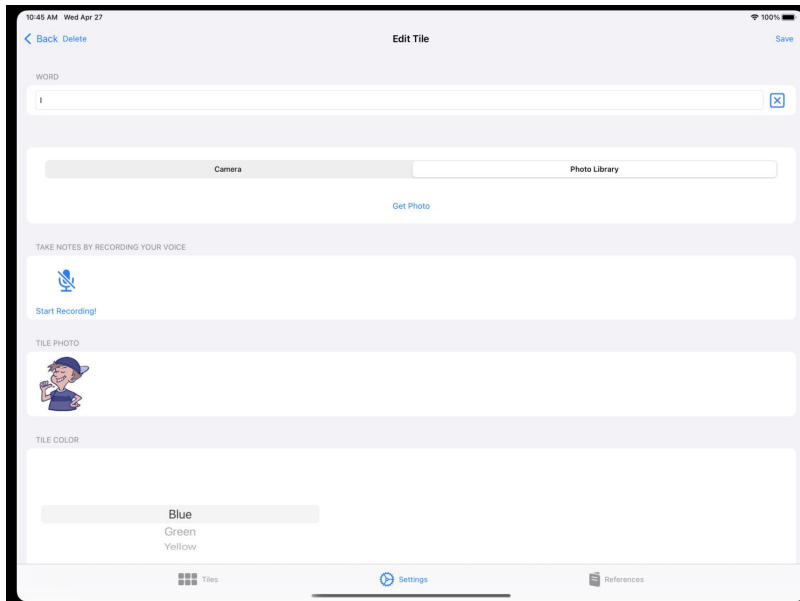 10:45 AM Wed Apr 27 100%
Back Delete Edit Tile Save
WORD
I
Camera Photo Library
Get Photo
TAKE NOTES BY RECORDING YOUR VOICE
Start Recording!
TILE PHOTO
TILE COLOR
Blue
Green
Yellow
Tiles Settings References